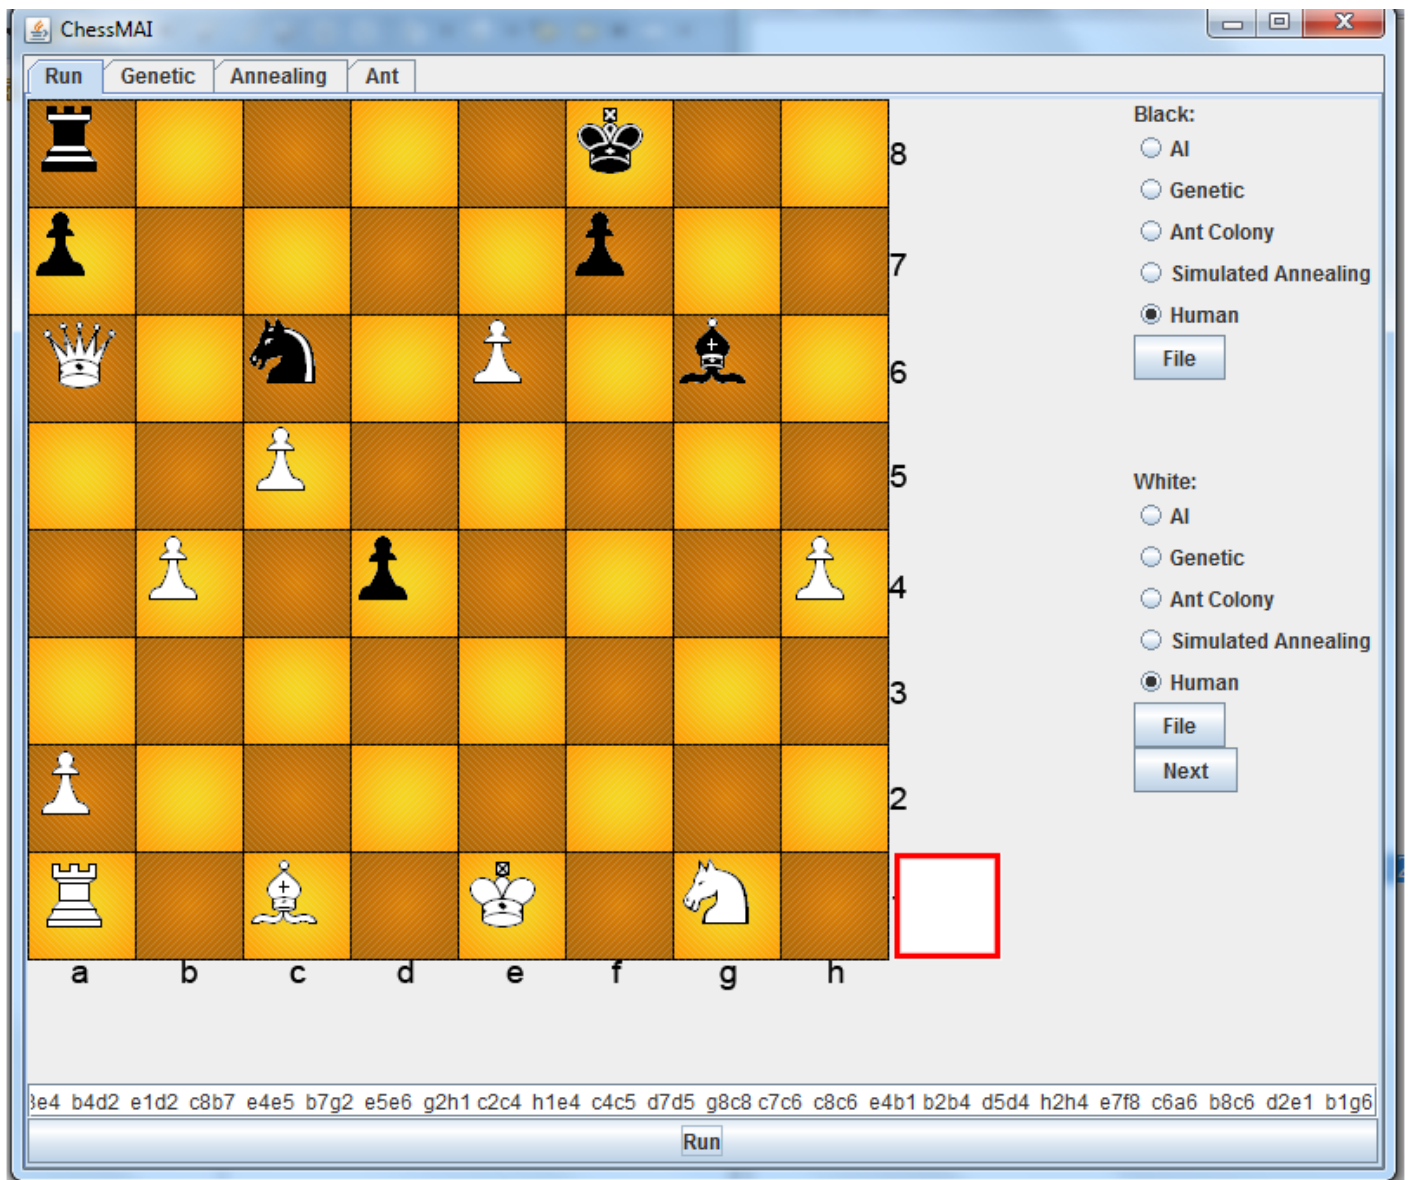 ChessMAI
Run Genetic Annealing Ant
Black:
AI
Genetic
Ant Colony
Simulated Annealing
Human
File
White:
AI
Genetic
Ant Colony
Simulated Annealing
Human
File
Next
8
7
6
5
4
3
2
a b c d e f g h
3e4 b4d2 e1d2 c8b7 e4e5 b7g2 e5e6 g2h1 c2c4 h1e4 c4c5 d7d5 g8c8 c7c6 c8c6 e4b1 b2b4 d5d4 h2h4 e7f8 c6a6 b8c6 d2e1 b1g6
Run